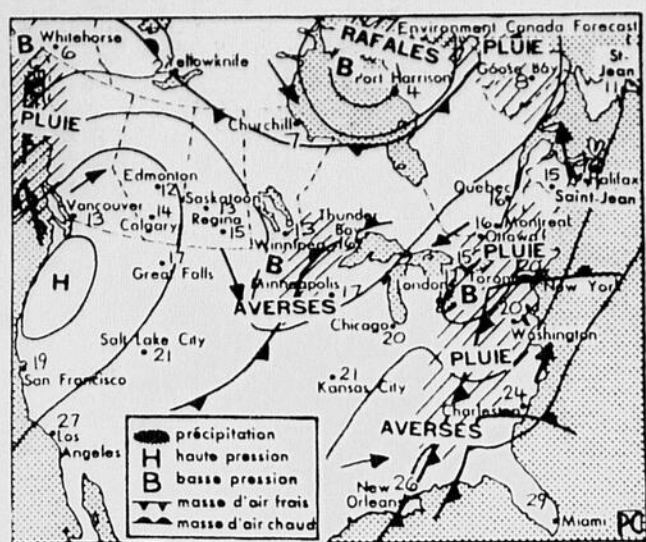 Environment Canada Forecast
B
Whitehorse
6
RAFALES
PLUIE
Yellowknife
B
Port Harrison
4
Goose Bay
8
St-
Jean
11
PLUIE
Churchill
7
Edmonton
12
Saskatoon
13
Quebec
16
15
Halifax
Saint-Jean
Vancouver
13
14
Calgary
Regina
15
13
Winnipeg
Thunder
Bay
16
16
Montreal
Ottawa
PLUIE
H
17
Great Falls
B
Minneapolis
17
AVERSES
London
15
Toronto
B
20
New York
Chicago
20
20
Washington
Salt Lake City
21
PLUIE
19
San Francisco
21
Kansas City
24
Charleston
27
Los
Angeles
AVERSES
précipitation
H haute pression
B basse pression
masse d'air frais
masse d'air chaud
26
New
Orleans
29
Miami
PC